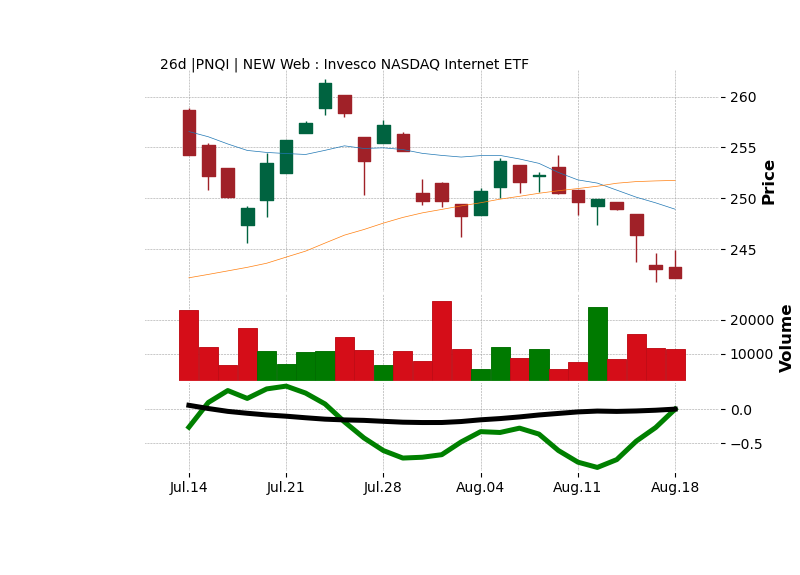 26d |PNQI | NEW Web : Invesco NASDAQ Internet ETF
260
255
250
245
Price
20000
10000
Volume
0.0
−0.5
Jul.14 Jul.21 Jul.28 Aug.04 Aug.11 Aug.18